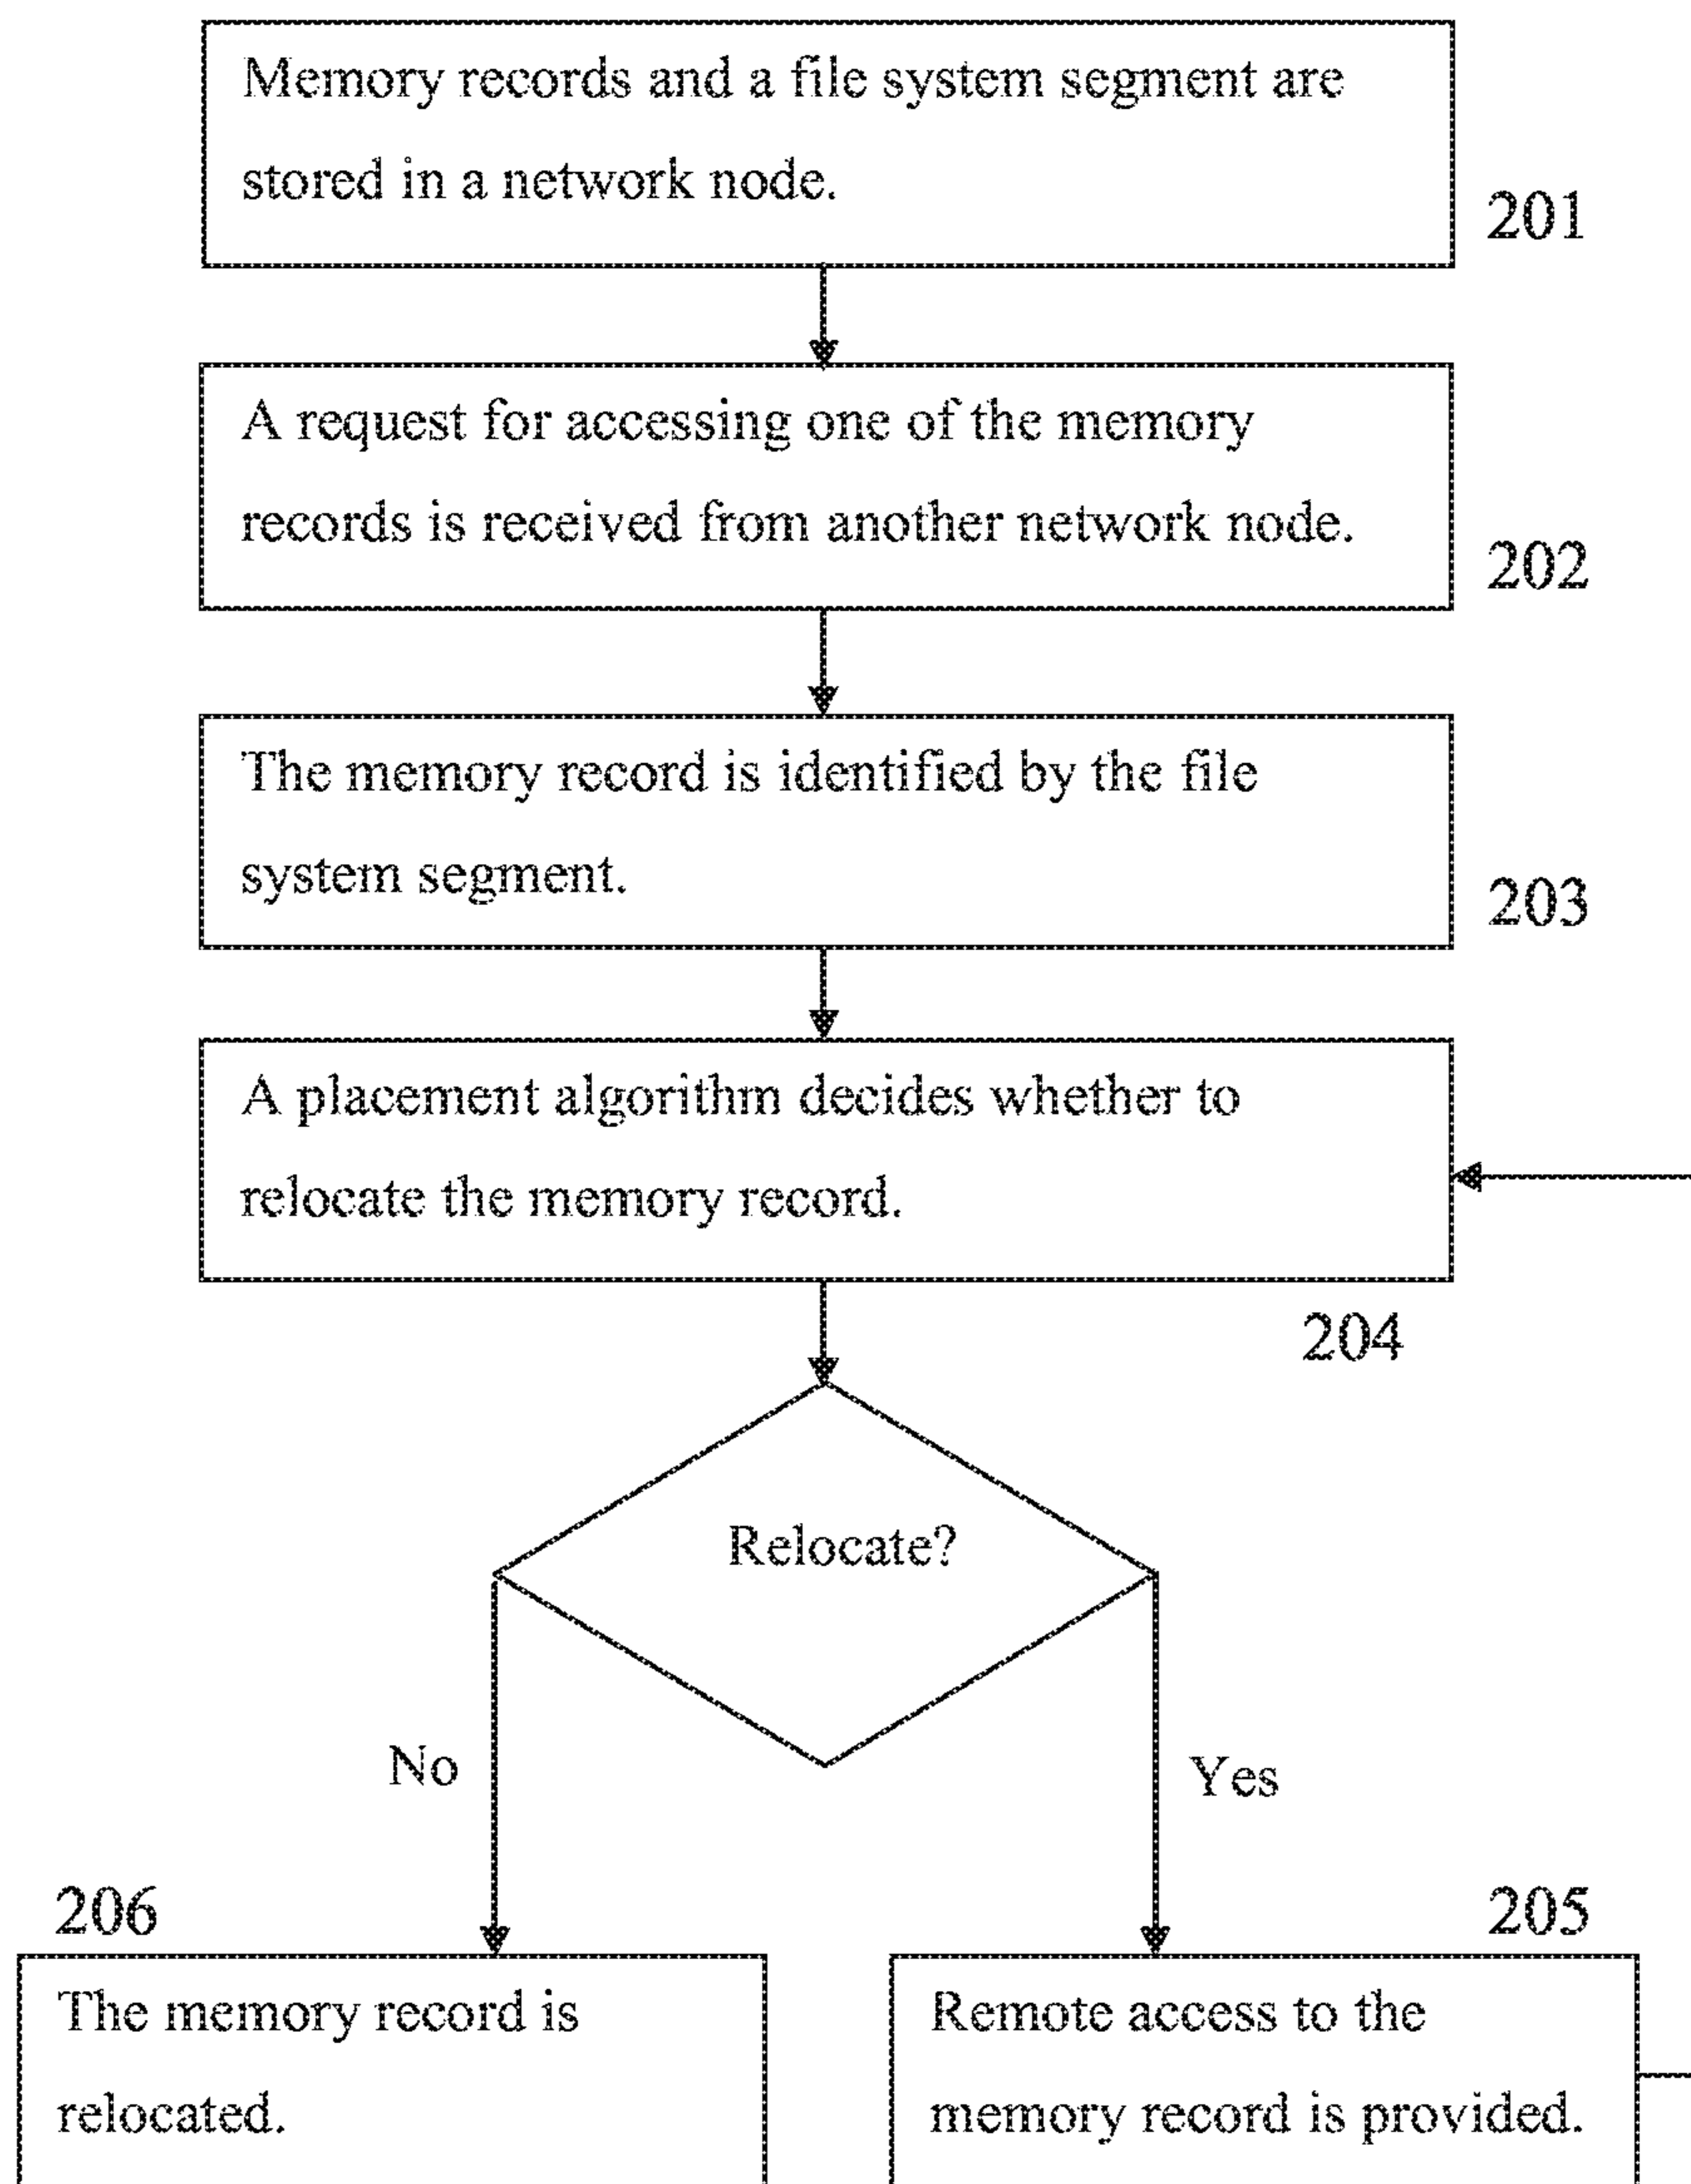 Memory records and a file system segment are
stored in a network node.
201
A request for accessing one of the memory
records is received from another network node.
202
The memory record is identified by the file
system segment.
203
A placement algorithm decides whether to
relocate the memory record.
204
Relocate?
No
Yes
206
The memory record is
relocated.
205
Remote access to the
memory record is provided.